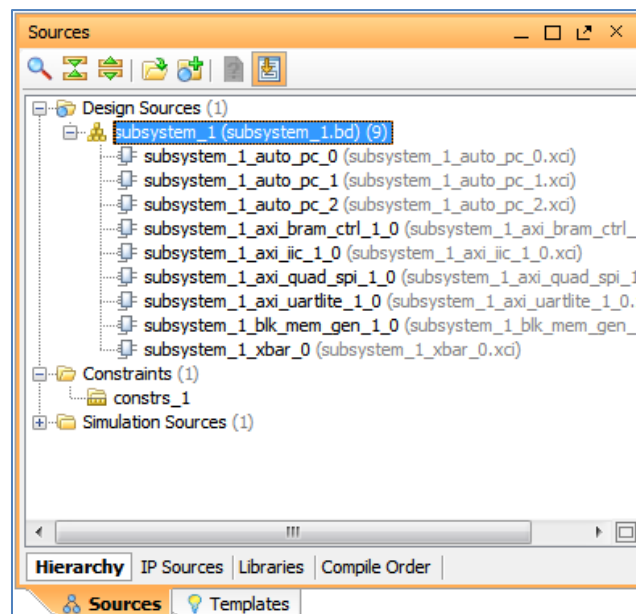 Sources
Design Sources (1)
subsystem_1 (subsystem_1.bd) (9)
subsystem_1_auto_pc_0 (subsystem_1_auto_pc_0.xci)
subsystem_1_auto_pc_1 (subsystem_1_auto_pc_1.xci)
subsystem_1_auto_pc_2 (subsystem_1_auto_pc_2.xci)
subsystem_1_axi_bram_ctrl_1_0 (subsystem_1_axi_bram_ctrl_
subsystem_1_axi_iic_1_0 (subsystem_1_axi_iic_1_0.xci)
subsystem_1_axi_quad_spi_1_0 (subsystem_1_axi_quad_spi_1
subsystem_1_axi_uartlite_1_0 (subsystem_1_axi_uartlite_1_0.
subsystem_1_blk_mem_gen_1_0 (subsystem_1_blk_mem_gen_
subsystem_1_xbar_0 (subsystem_1_xbar_0.xci)
Constraints (1)
constrs_1
Simulation Sources (1)
Hierarchy IP Sources Libraries Compile Order
Sources Templates